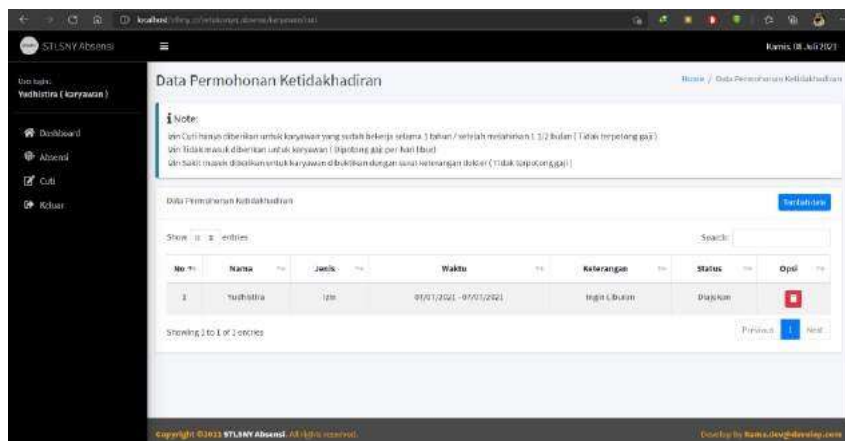 localhost
STLSNY Absensi
Kamis, 08 Juli 2021
User login:
Yudhistira ( karyawan )
Dashboard
Absensi
Cuti
Keluar
Data Permohonan Ketidakhadiran
Home / Data Permohonan Ketidakhadiran
Note:
Izin Cuti hanya diberikan untuk karyawan yang sudah bekerja selama 1 tahun / setelah melahirkan 1 1/2 bulan ( Tidak terpotong gaji )
Izin Tidak masuk diberikan untuk karyawan ( Dipotong gaji per hari libur)
Izin Sakit masuk diberikan untuk karyawan dibuktikan dengan surat keterangan dokter ( Tidak terpotong gaji )
Data Permohonan Ketidakhadiran
Tambah data
Show entries
Search:
No Nama Jenis Waktu Keterangan Status Opsi
1 Yudhistira Izin 07/07/2021 - 07/07/2021 Ingin Liburan Diajukan
Showing 1 to 1 of 1 entries
Previous 1 Next
Copyright ©2021 STLSNY Absensi. All rights reserved.
Develop By